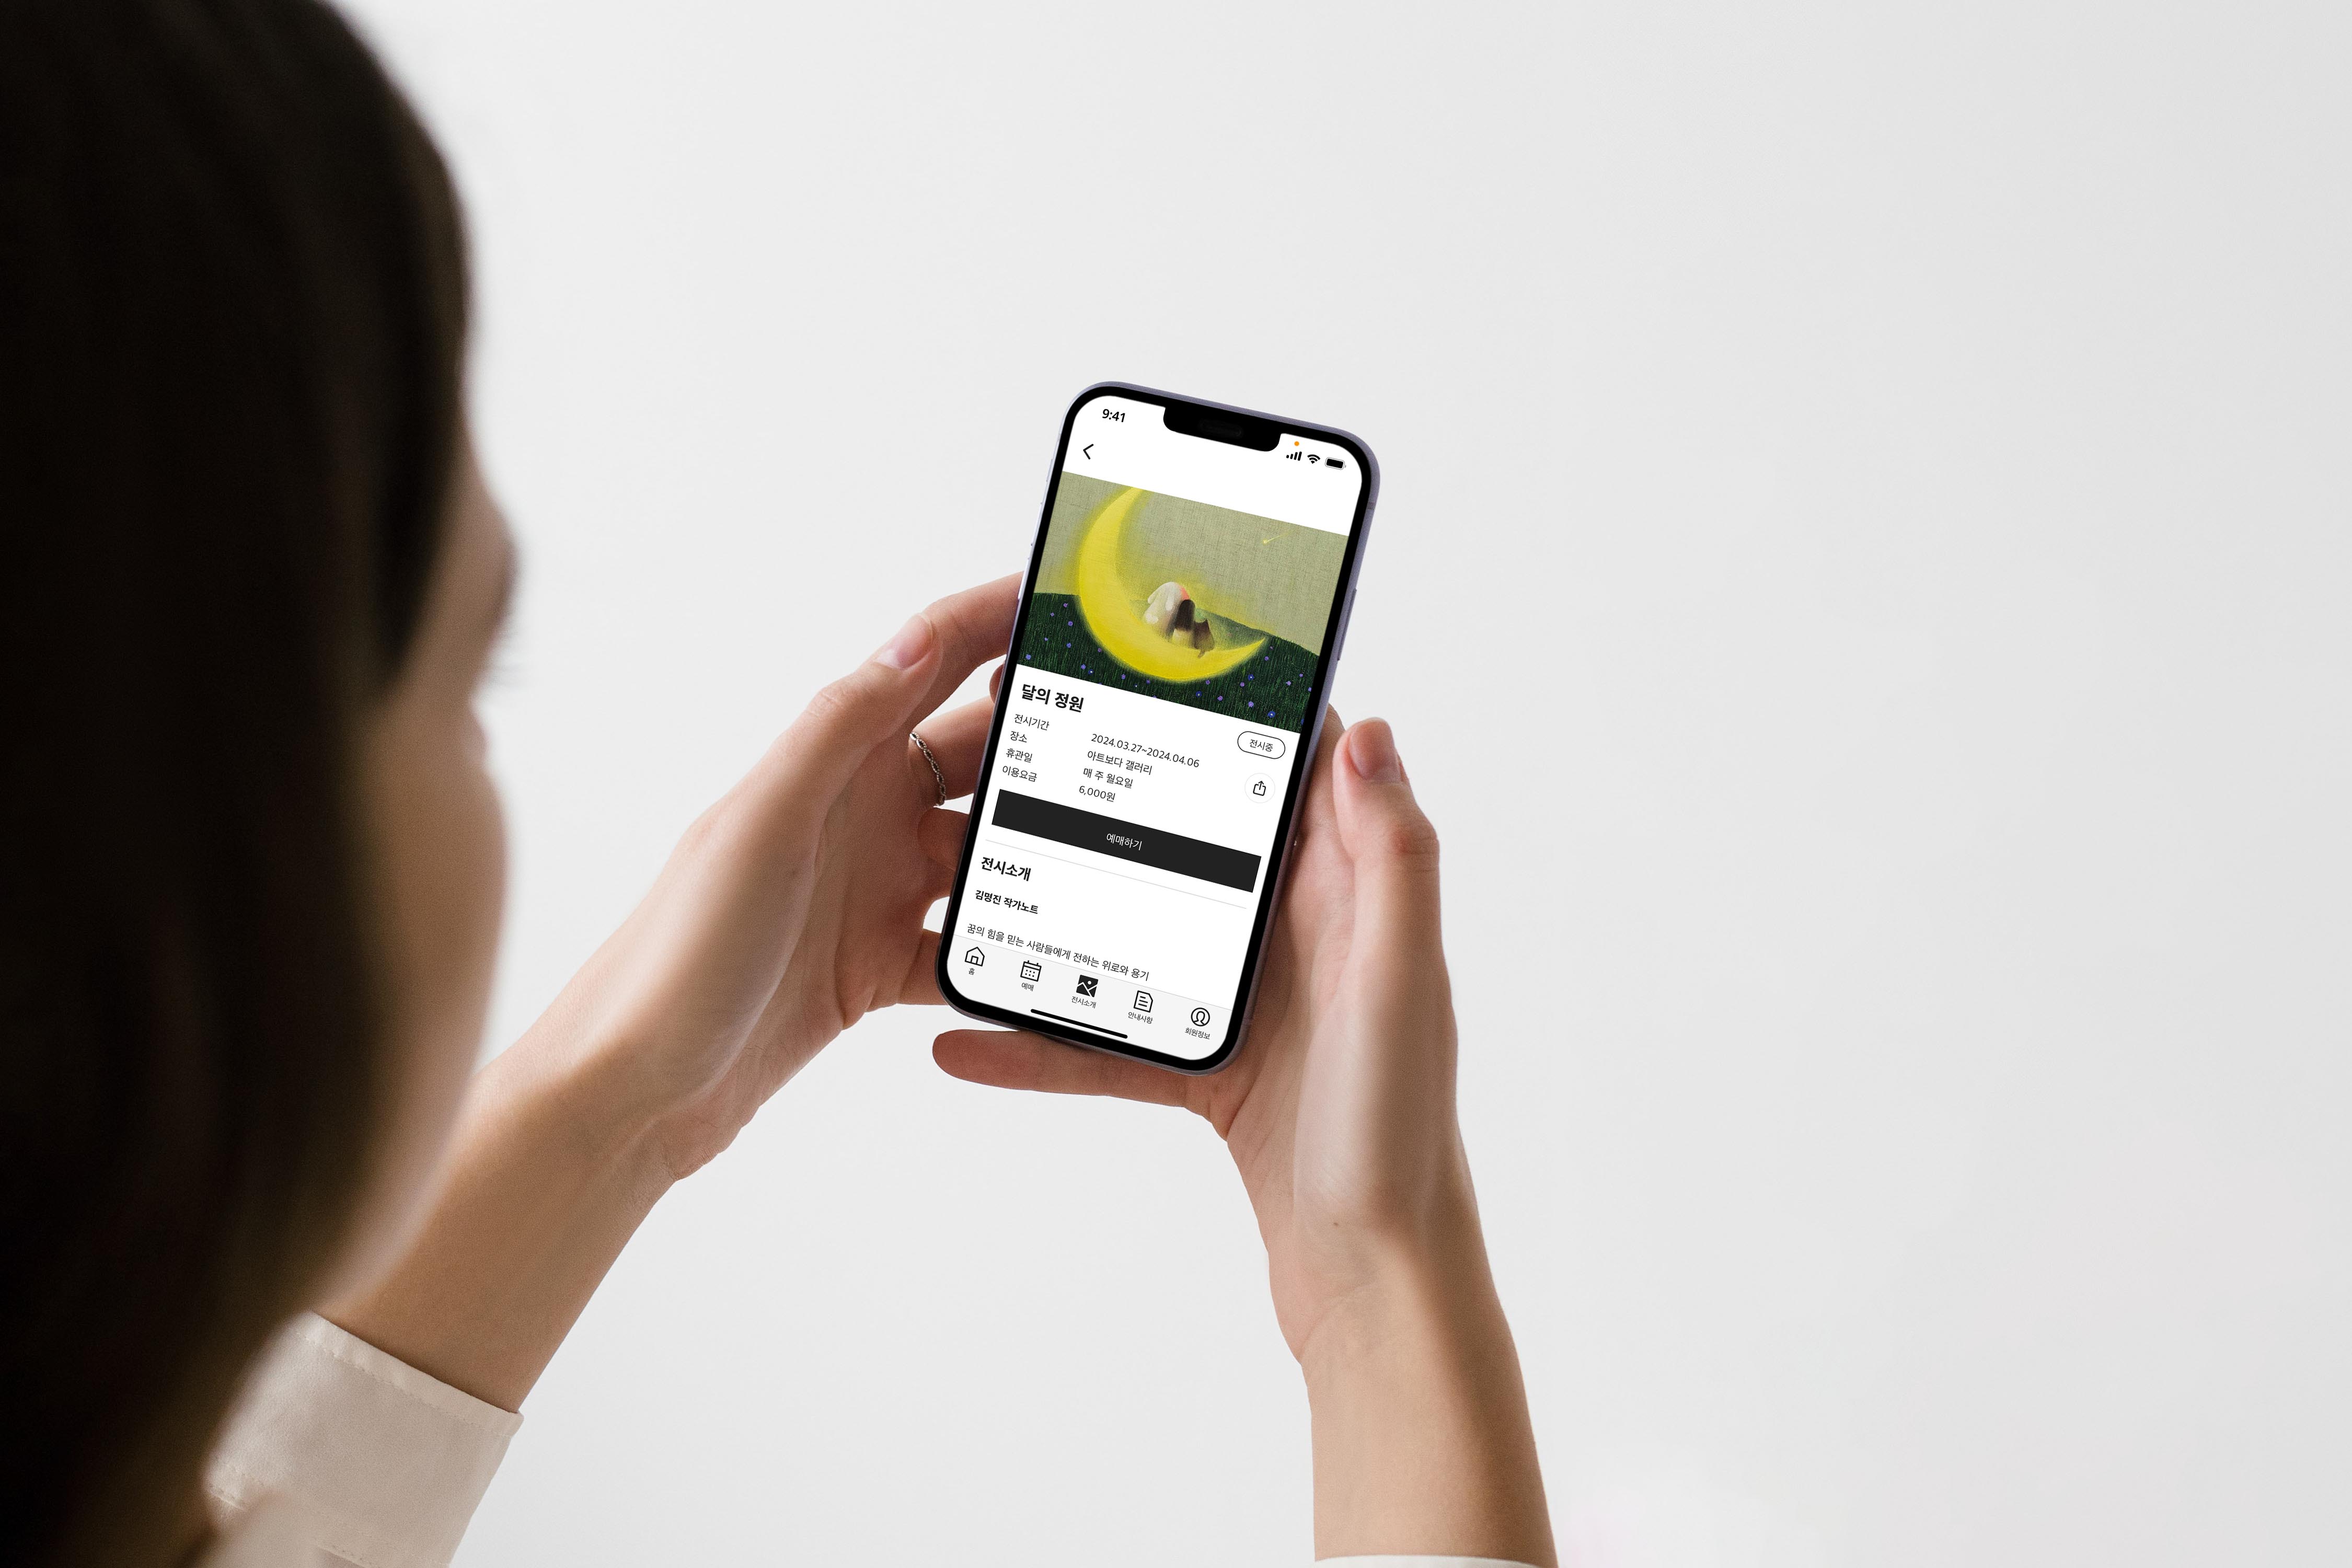 9:41
달의 정원
전시중
전시기간 2024.03.27~2024.04.06
장소 아트보다 갤러리
휴관일 매 주 월요일
이용요금 6,000원
예매하기
전시소개
김명진 작가노트
꿈의 힘을 믿는 사람들에게 전하는 위로와 용기
홈 예매 전시소개 안내사항 회원정보